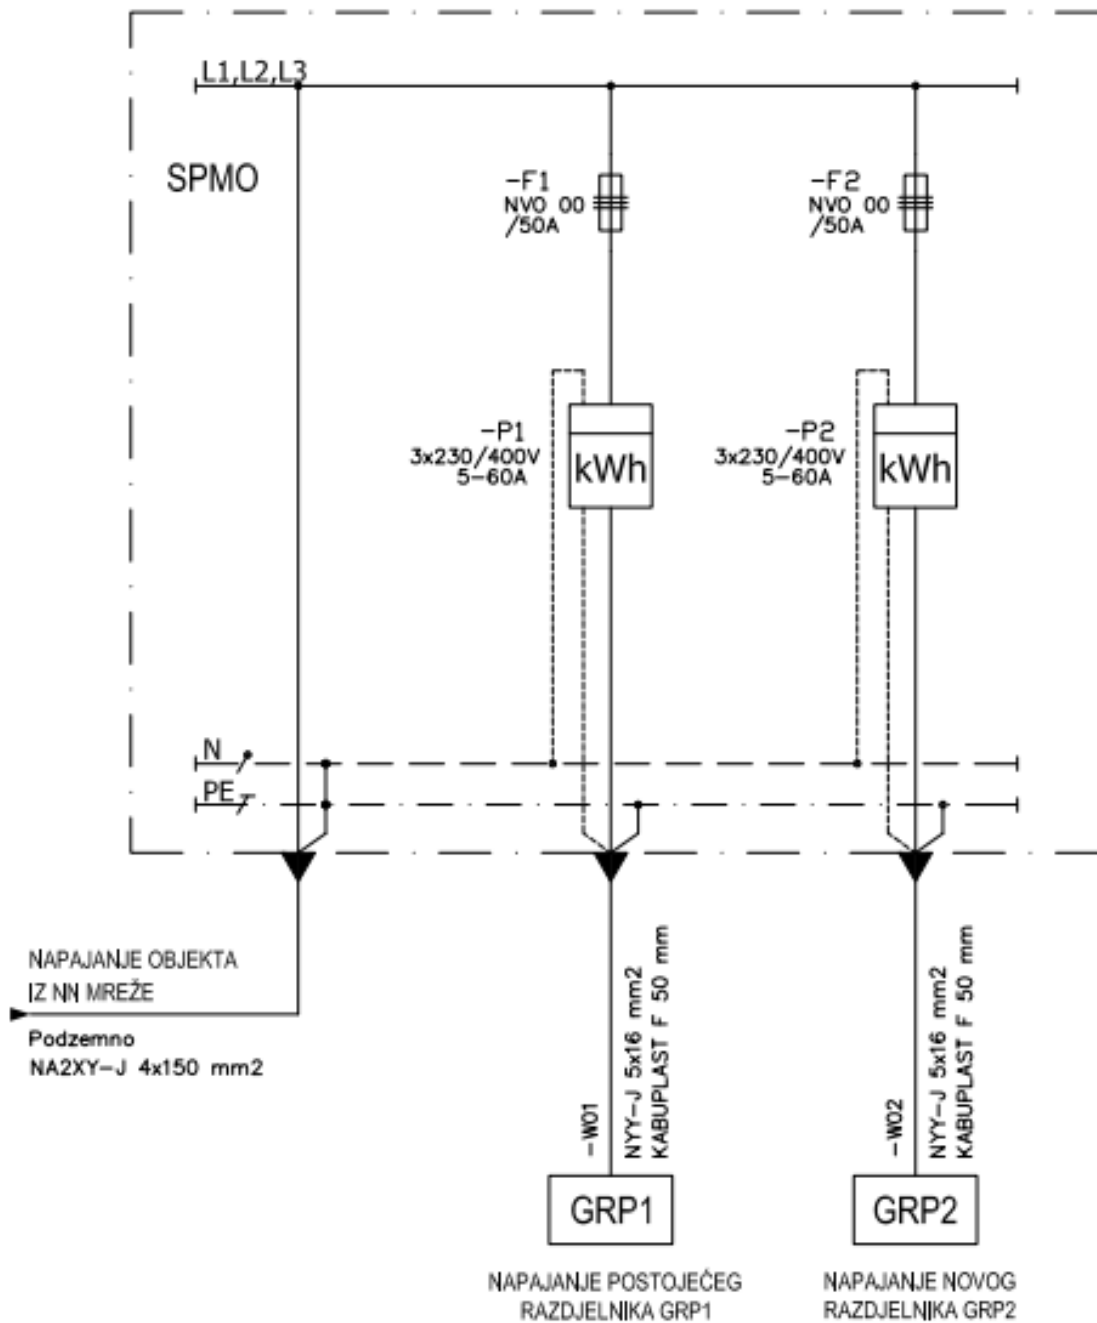 L1,L2,L3
SPMO
-F1
NVO 00
/50A
-F2
NVO 00
/50A
-P1
3x230/400V
5-60A
kWh
-P2
3x230/400V
5-60A
kWh
N
PE
NAPAJANJE OBJEKTA
IZ NN MREŽE
Podzemno
NA2XY-J 4x150 mm2
-W01
NYY-J 5x16 mm2
KABUPLAST F 50 mm
-W02
NYY-J 5x16 mm2
KABUPLAST F 50 mm
GRP1
GRP2
NAPAJANJE POSTOJEĆEG
RAZDJELNIKA GRP1
NAPAJANJE NOVOG
RAZDJELNIKA GRP2